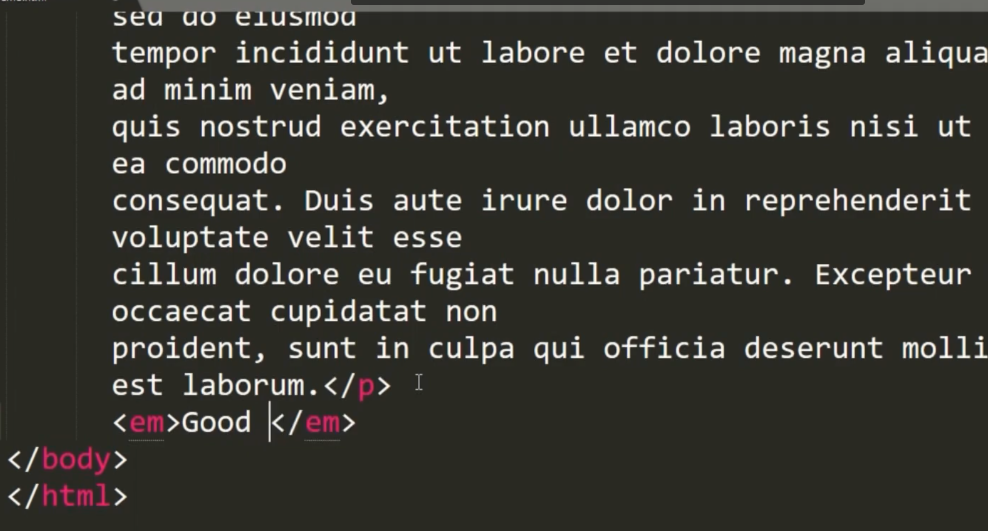 sed do eiusmod
tempor incididunt ut labore et dolore magna aliqua
ad minim veniam,
quis nostrud exercitation ullamco laboris nisi ut
ea commodo
consequat. Duis aute irure dolor in reprehenderit
voluptate velit esse
cillum dolore eu fugiat nulla pariatur. Excepteur
occaecat cupidatat non
proident, sunt in culpa qui officia deserunt molli
est laborum.</p>
<em>Good </em>
</body>
</html>